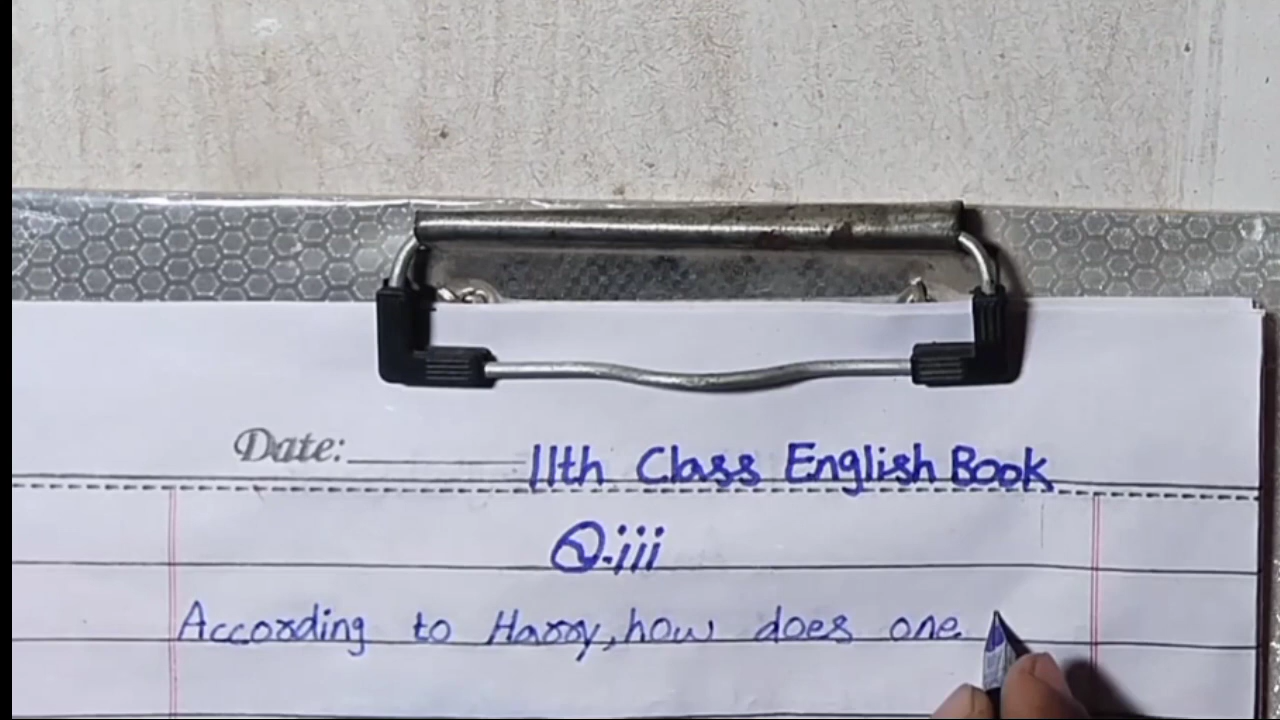 Date:
11th Class English Book
Q.iii
According to Harry, how does one